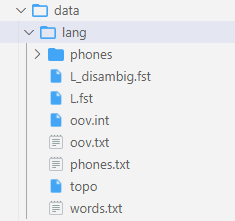 data
lang
phones
L_disambig.fst
L.fst
oov.int
oov.txt
phones.txt
topo
words.txt